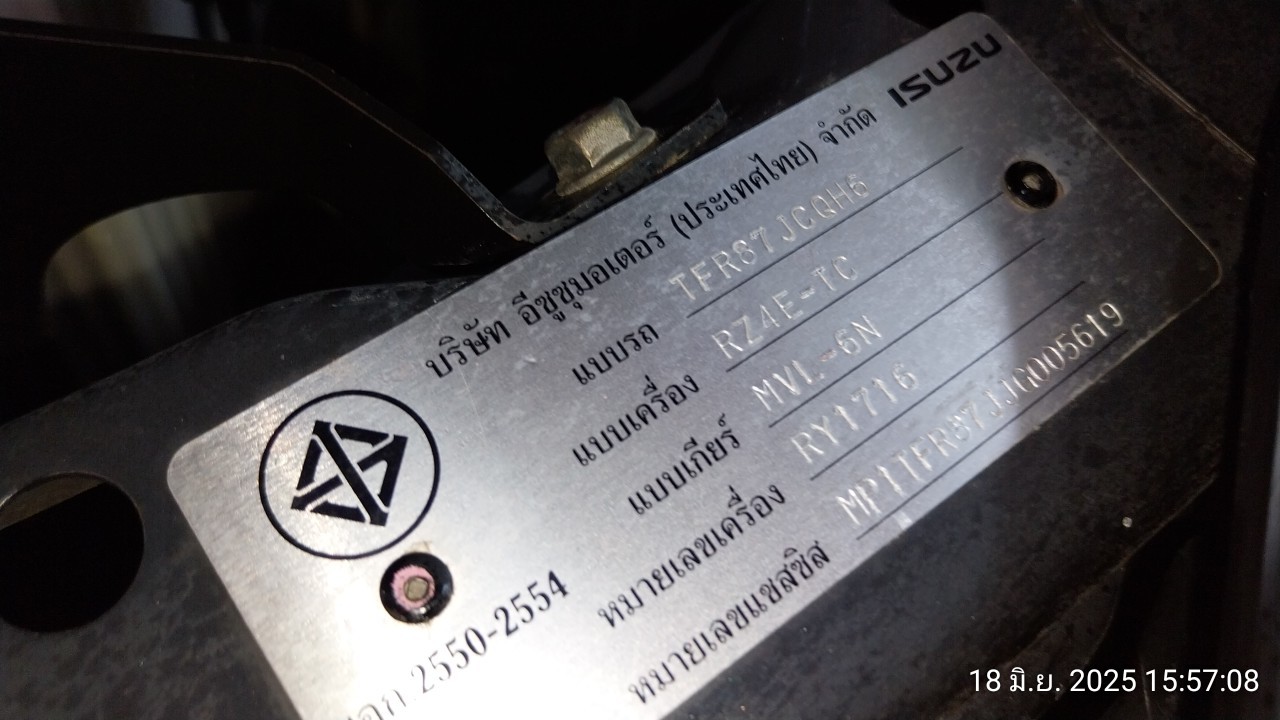 ISUZU
บริษัท อีซูซุมอเตอร์ (ประเทศไทย) จำกัด
แบบรถ TFR87JCQH6
แบบเครื่อง RZ4E-TC
แบบเกียร์ MVL-6N
หมายเลขเครื่อง RY1716
หมายเลขแชสซิส MP1TFR87JJG005619
มอก.2550-2554
18 มิ.ย. 2025 15:57:08